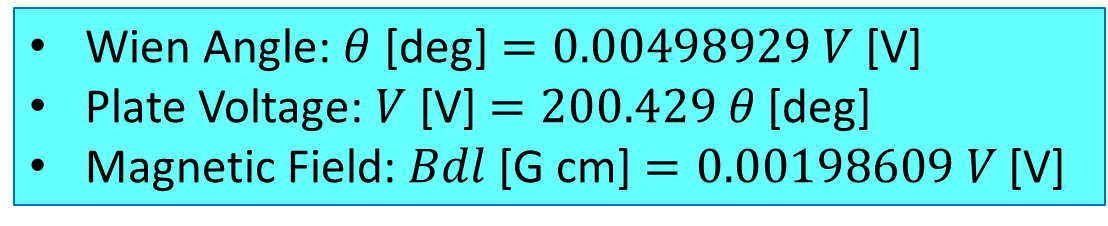 • Wien Angle: θ [deg] = 0.00498929 V [V]
• Plate Voltage: V [V] = 200.429 θ [deg]
• Magnetic Field: Bdl [G cm] = 0.00198609 V [V]